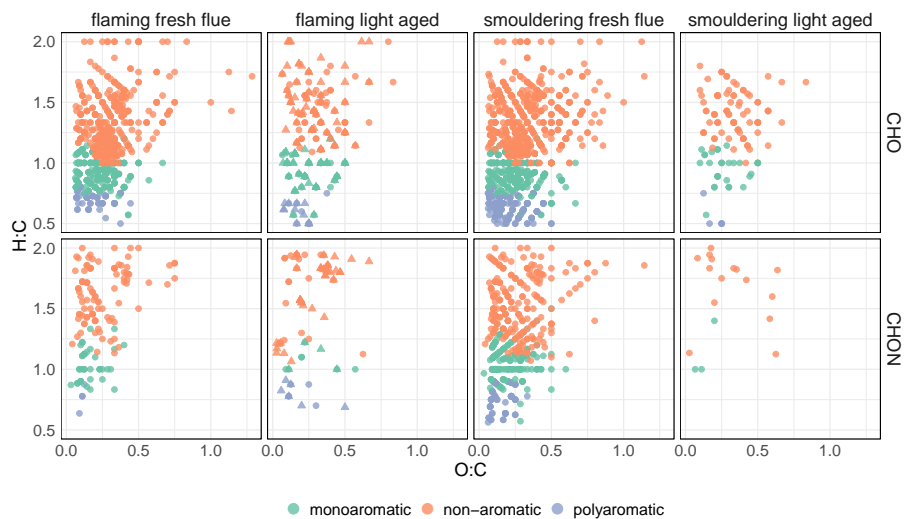 flaming fresh flue flaming light aged smouldering fresh flue smouldering light aged
2.0
1.5
1.0
0.5
CHO
H:C
2.0
1.5
1.0
0.5
CHON
0.0 0.5 1.0 0.0 0.5 1.0 0.0 0.5 1.0 0.0 0.5 1.0
O:C
monoaromatic non−aromatic polyaromatic